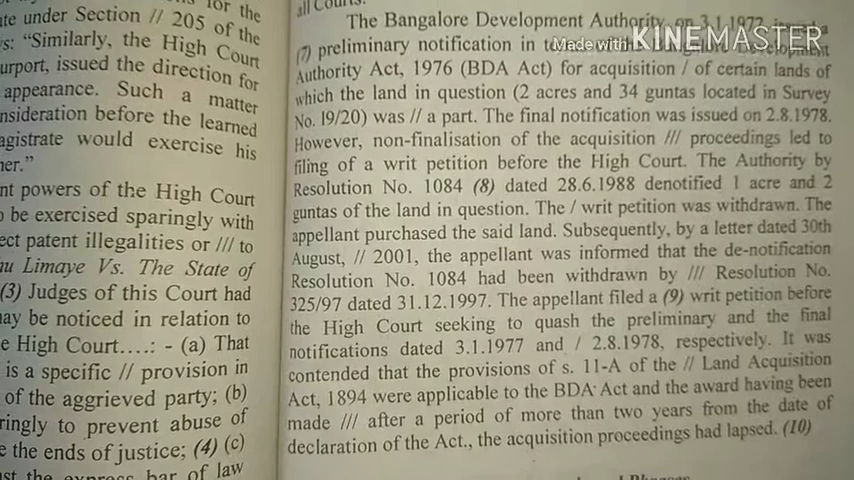 ons for the
ate under Section // 205 of the
s: “Similarly, the High Court
urport, issued the direction for
appearance. Such a matter
nsideration before the learned
agistrate would exercise his
ner.”
nt powers of the High Court
be exercised sparingly with
ect patent illegalities or /// to
hu Limaye Vs. The State of
(3) Judges of this Court had
may be noticed in relation to
e High Court....: - (a) That
is a specific // provision in
of the aggrieved party; (b)
ringly to prevent abuse of
e the ends of justice; (4) (c)
st the express bar of law
all Courts.
The Bangalore Development Authority, on 3.1.1977, issued a
(7) preliminary notification in Bangalore Development
Authority Act, 1976 (BDA Act) for acquisition / of certain lands of
which the land in question (2 acres and 34 guntas located in Survey
No. 19/20) was // a part. The final notification was issued on 2.8.1978.
However, non-finalisation of the acquisition /// proceedings led to
filing of a writ petition before the High Court. The Authority by
Resolution No. 1084 (8) dated 28.6.1988 denotified 1 acre and 2
guntas of the land in question. The / writ petition was withdrawn. The
appellant purchased the said land. Subsequently, by a letter dated 30th
August, // 2001, the appellant was informed that the de-notification
Resolution No. 1084 had been withdrawn by /// Resolution No.
325/97 dated 31.12.1997. The appellant filed a (9) writ petition before
the High Court seeking to quash the preliminary and the final
notifications dated 3.1.1977 and / 2.8.1978, respectively. It was
contended that the provisions of s. 11-A of the // Land Acquisition
Act, 1894 were applicable to the BDA Act and the award having been
made /// after a period of more than two years from the date of
declaration of the Act., the acquisition proceedings had lapsed. (10)
Made with KINEMASTER